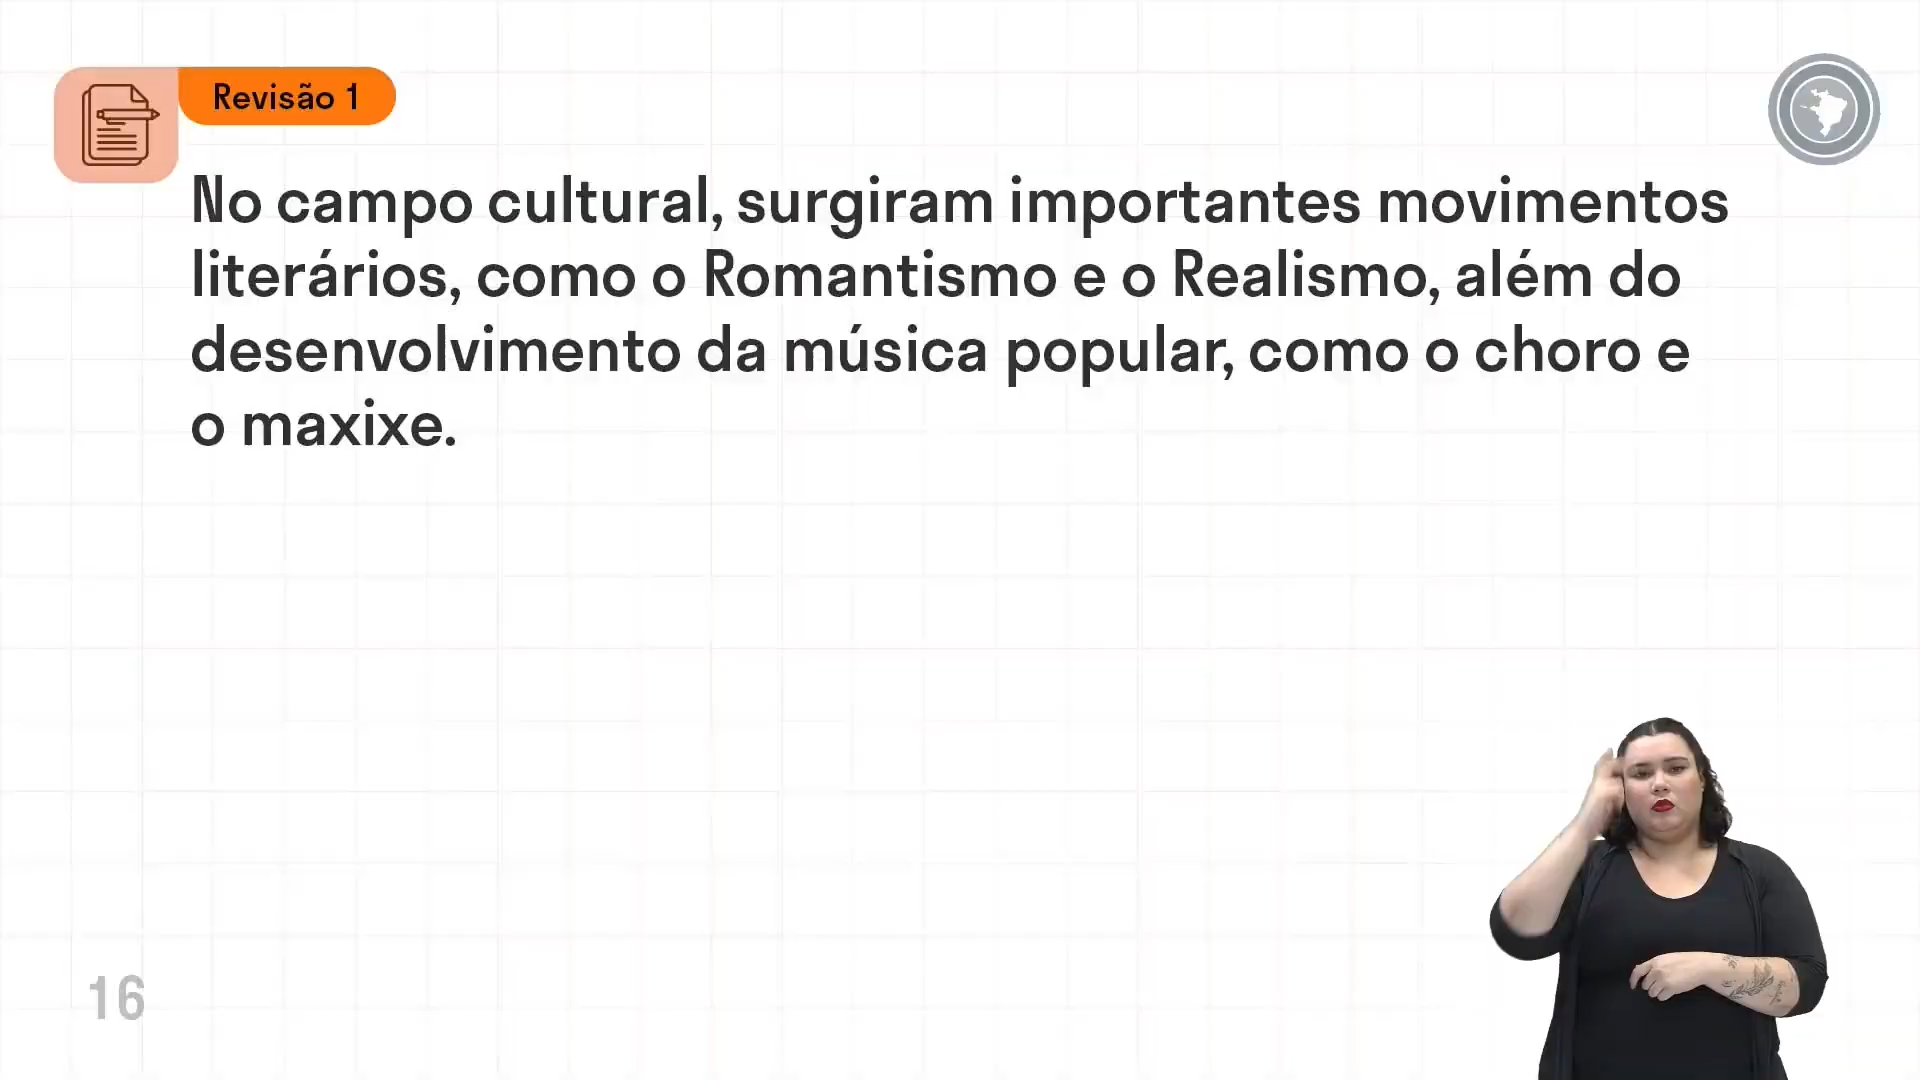 Revisão 1
No campo cultural, surgiram importantes movimentos
literários, como o Romantismo e o Realismo, além do
desenvolvimento da música popular, como o choro e
o maxixe.
16